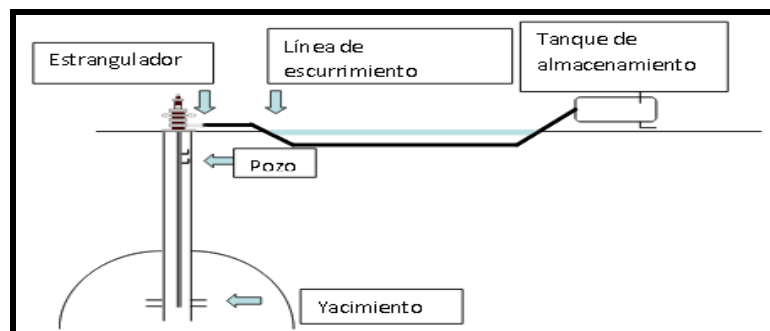 Estrangulador
Línea de
escurrimiento
Tanque de
almacenamiento
Pozo
Yacimiento